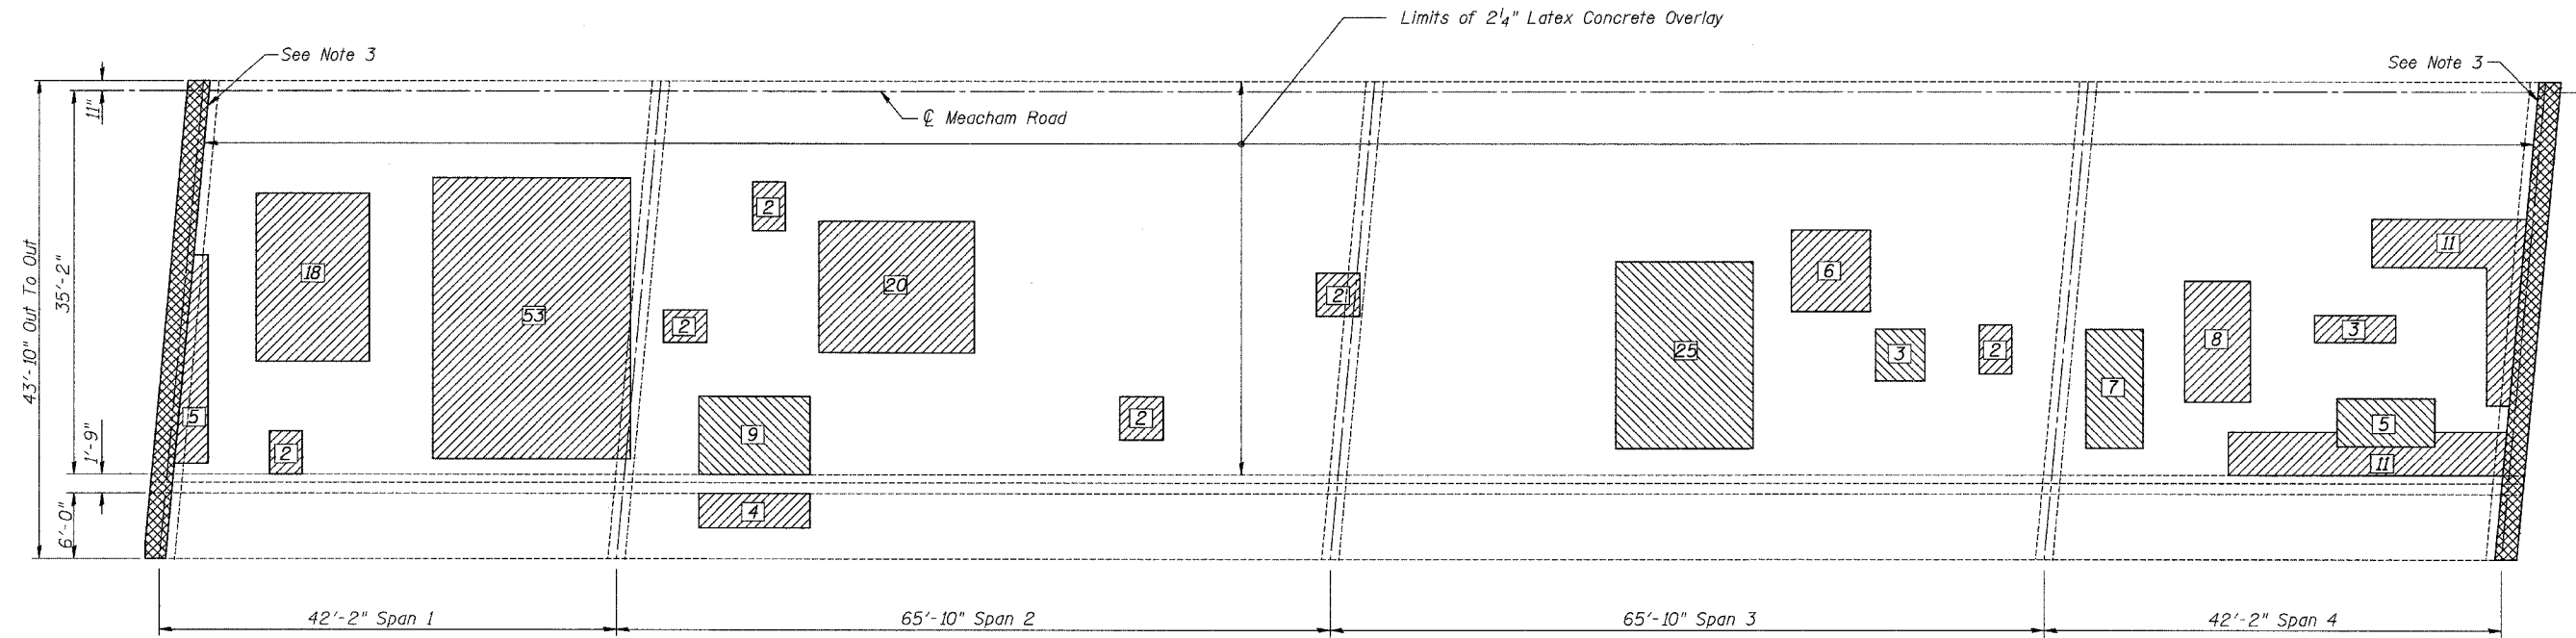 Limits of 2 1/4" Latex Concrete Overlay
See Note 3
See Note 3
11"
℄ Meacham Road
43'-10" Out To Out
35'-2"
1'-9"
6'-0"
18
53
2
20
2
2
5
2
9
4
2
25
6
3
2
7
8
3
11
5
11
42'-2" Span 1
65'-10" Span 2
65'-10" Span 3
42'-2" Span 4